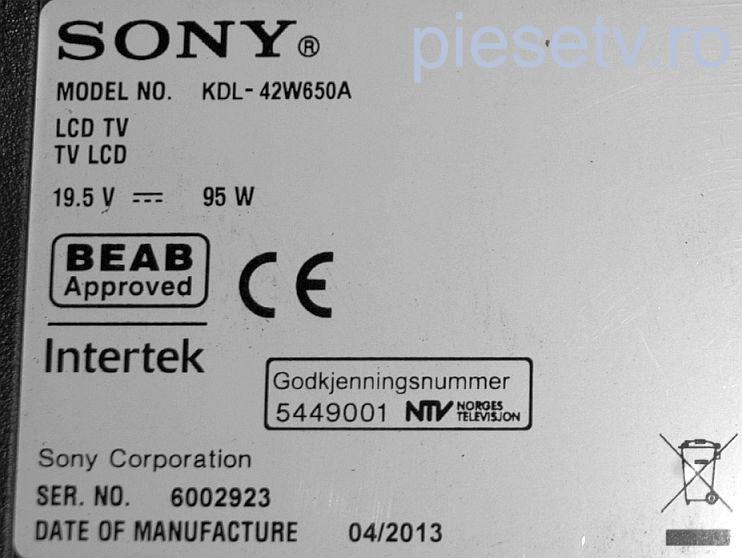 SONY®
piesetv.ro
MODEL NO. KDL-42W650A
LCD TV
TV LCD
19.5 V ⎓ 95 W
BEAB
Approved
CE
Intertek
Godkjenningsnummer
5449001 NTV NORGES TELEVISJON
Sony Corporation
SER. NO. 6002923
DATE OF MANUFACTURE 04/2013